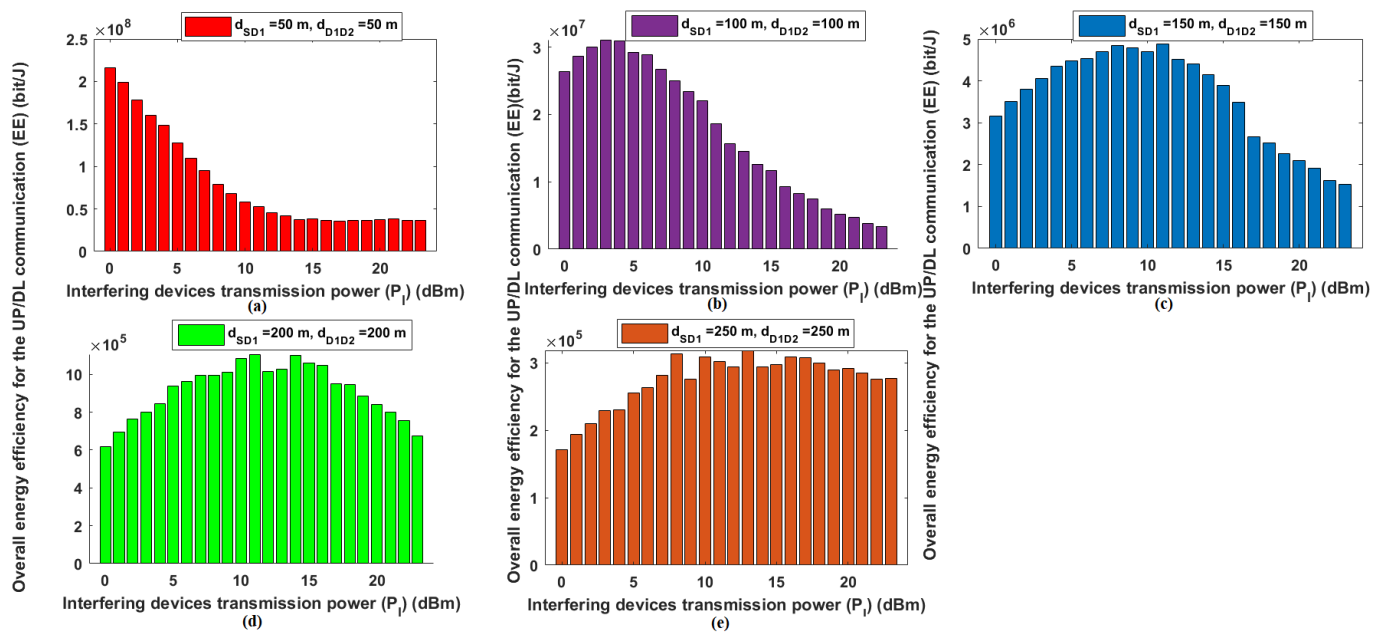 d_SD1 =50 m, d_D1D2 =50 m
×10^8
Overall energy efficiency for the UP/DL communication (EE) (bit/J)
2.5
2
1.5
1
0.5
0
0 5 10 15 20
Interfering devices transmission power (P_I) (dBm)
(a)
d_SD1 =100 m, d_D1D2 =100 m
×10^7
Overall energy efficiency for the UP/DL communication (EE)(bit/J)
3
2
1
0
0 5 10 15 20
Interfering devices transmission power (P_I) (dBm)
(b)
d_SD1 =150 m, d_D1D2 =150 m
×10^6
Overall energy efficiency for the UP/DL communication (EE) (bit/J)
5
4
3
2
1
0
0 5 10 15 20
Interfering devices transmission power (P_I) (dBm)
(c)
d_SD1 =200 m, d_D1D2 =200 m
×10^5
10
8
6
4
2
0
0 5 10 15 20
Interfering devices transmission power (P_I) (dBm)
(d)
d_SD1 =250 m, d_D1D2 =250 m
×10^5
3
2
1
0
0 5 10 15 20
Interfering devices transmission power (P_I) (dBm)
(e)